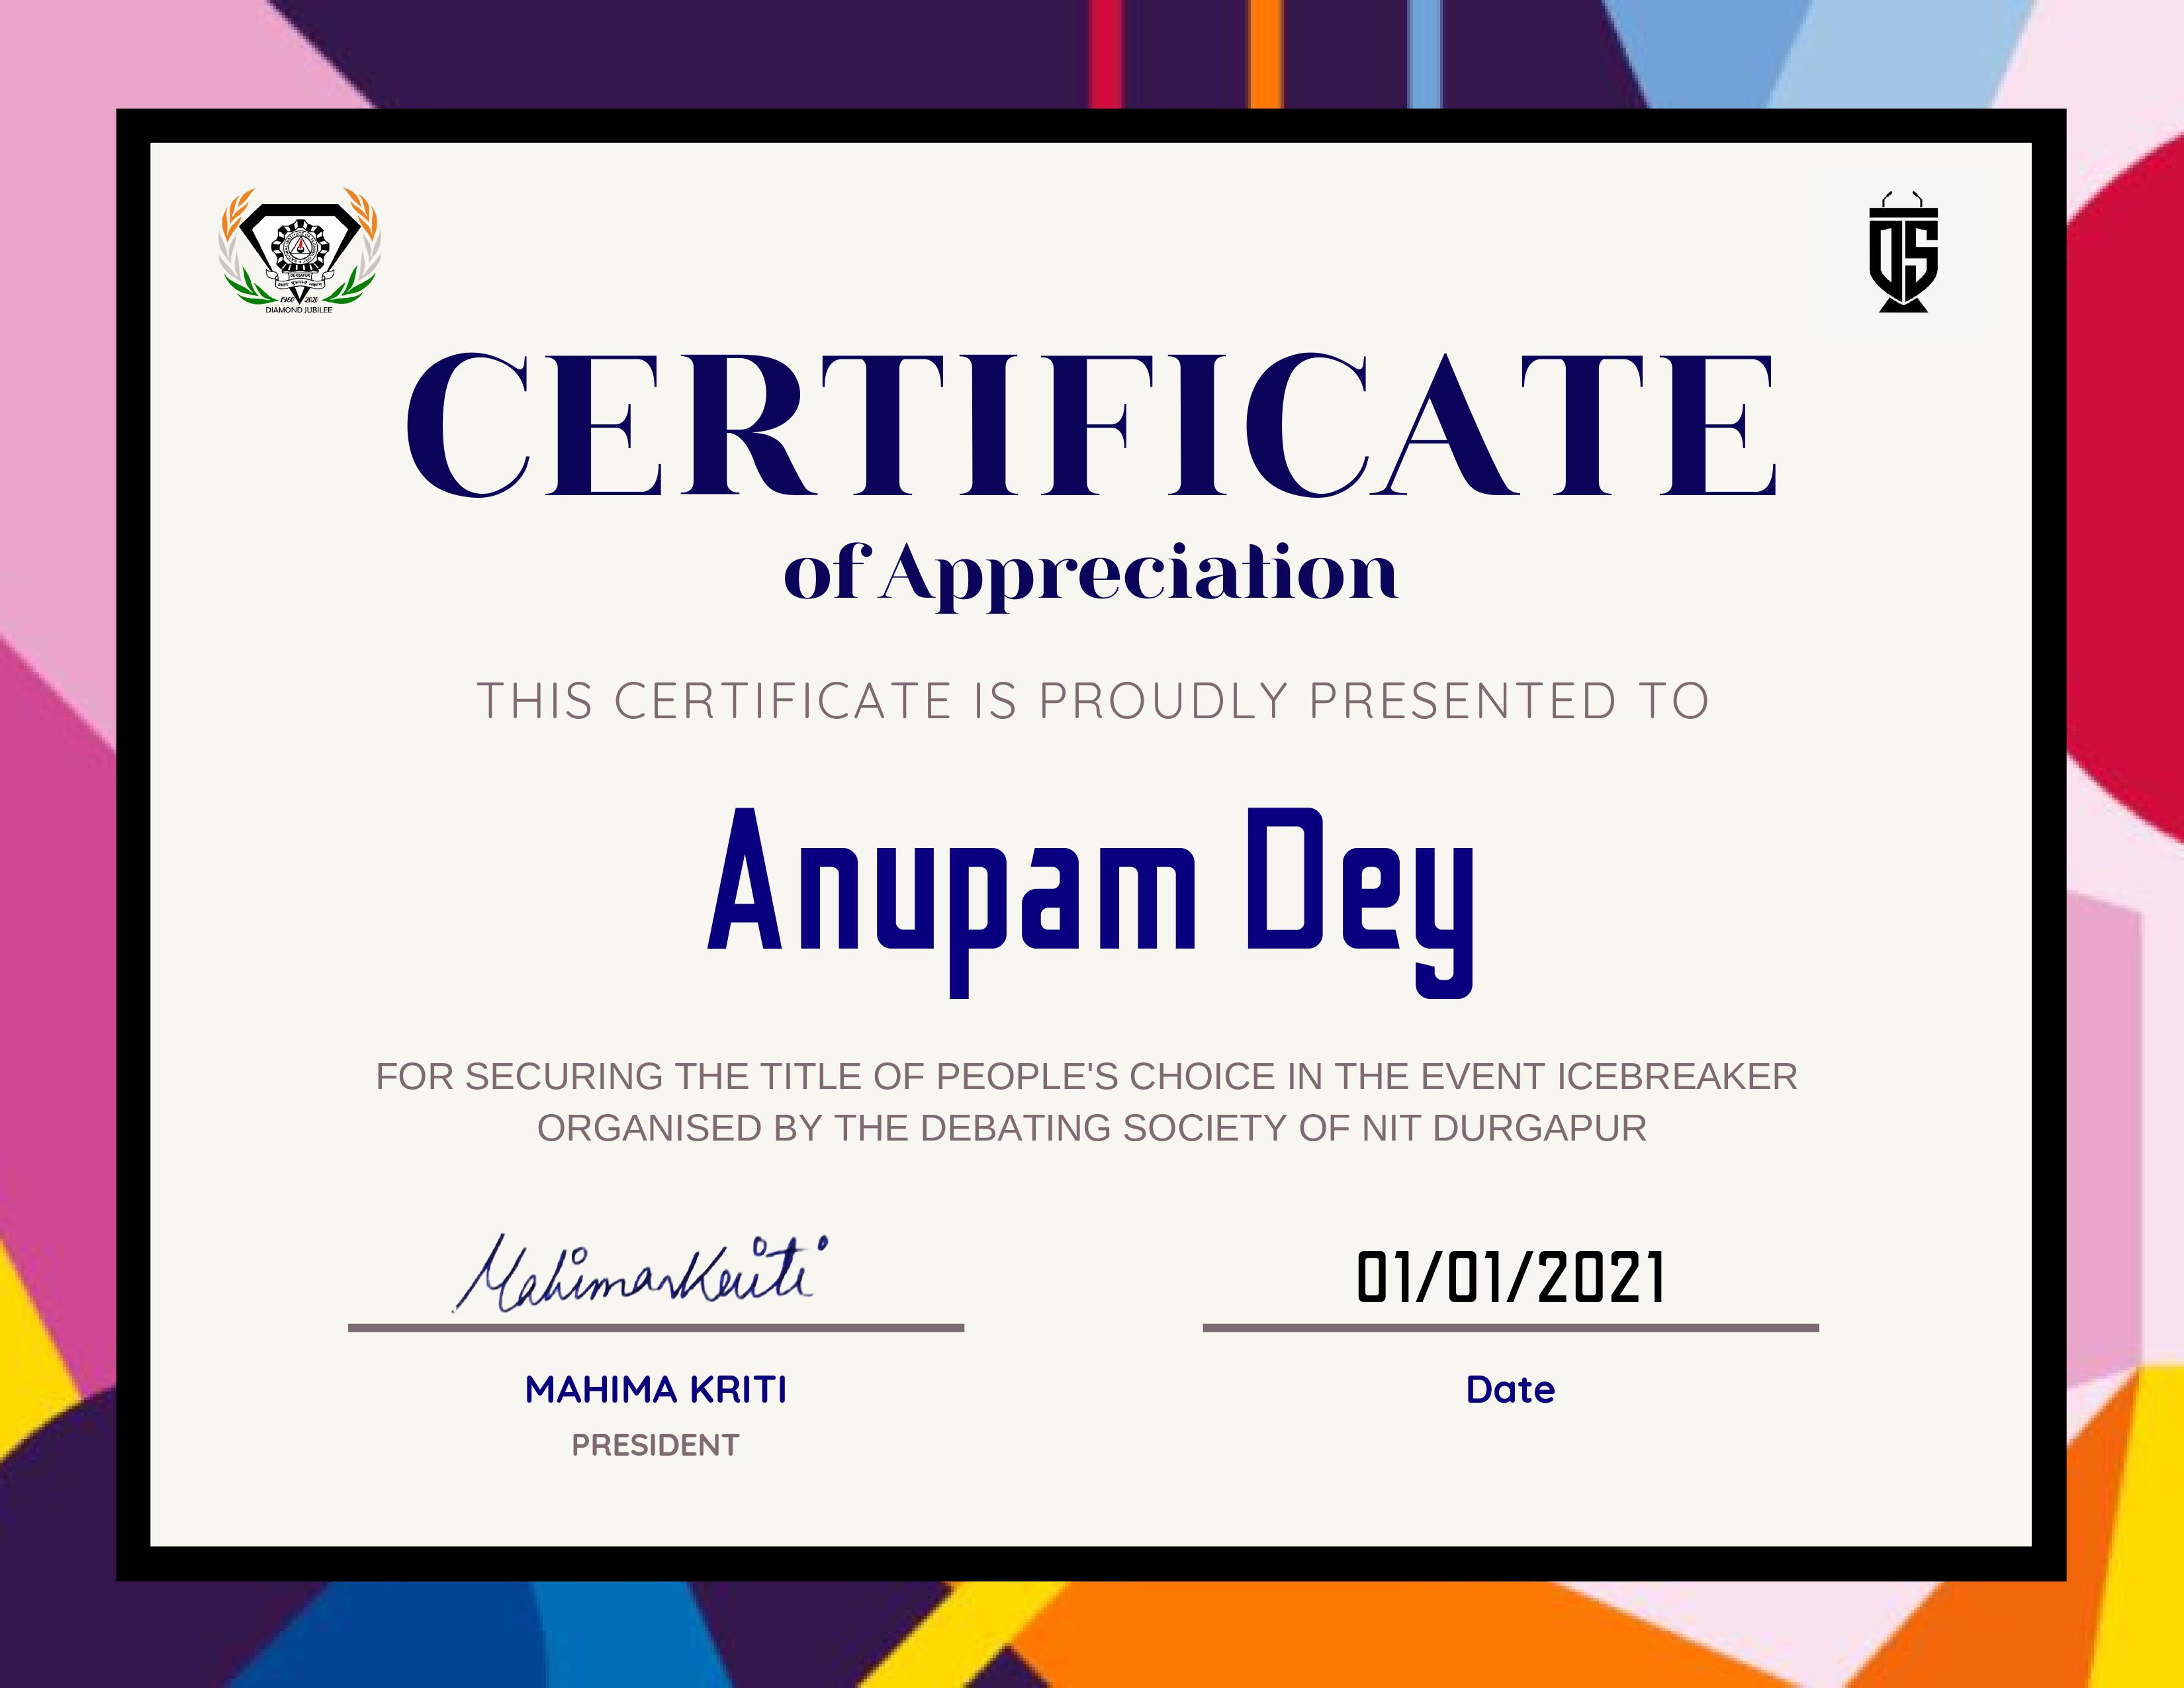 1960 2020
DIAMOND JUBILEE
DS
CERTIFICATE
of Appreciation
THIS CERTIFICATE IS PROUDLY PRESENTED TO
Anupam Dey
FOR SECURING THE TITLE OF PEOPLE'S CHOICE IN THE EVENT ICEBREAKER
ORGANISED BY THE DEBATING SOCIETY OF NIT DURGAPUR
Mahima Kriti
01/01/2021
MAHIMA KRITI
Date
PRESIDENT